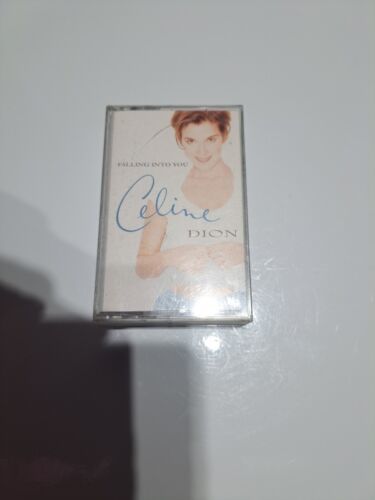 FALLING INTO YOU
Celine
DION